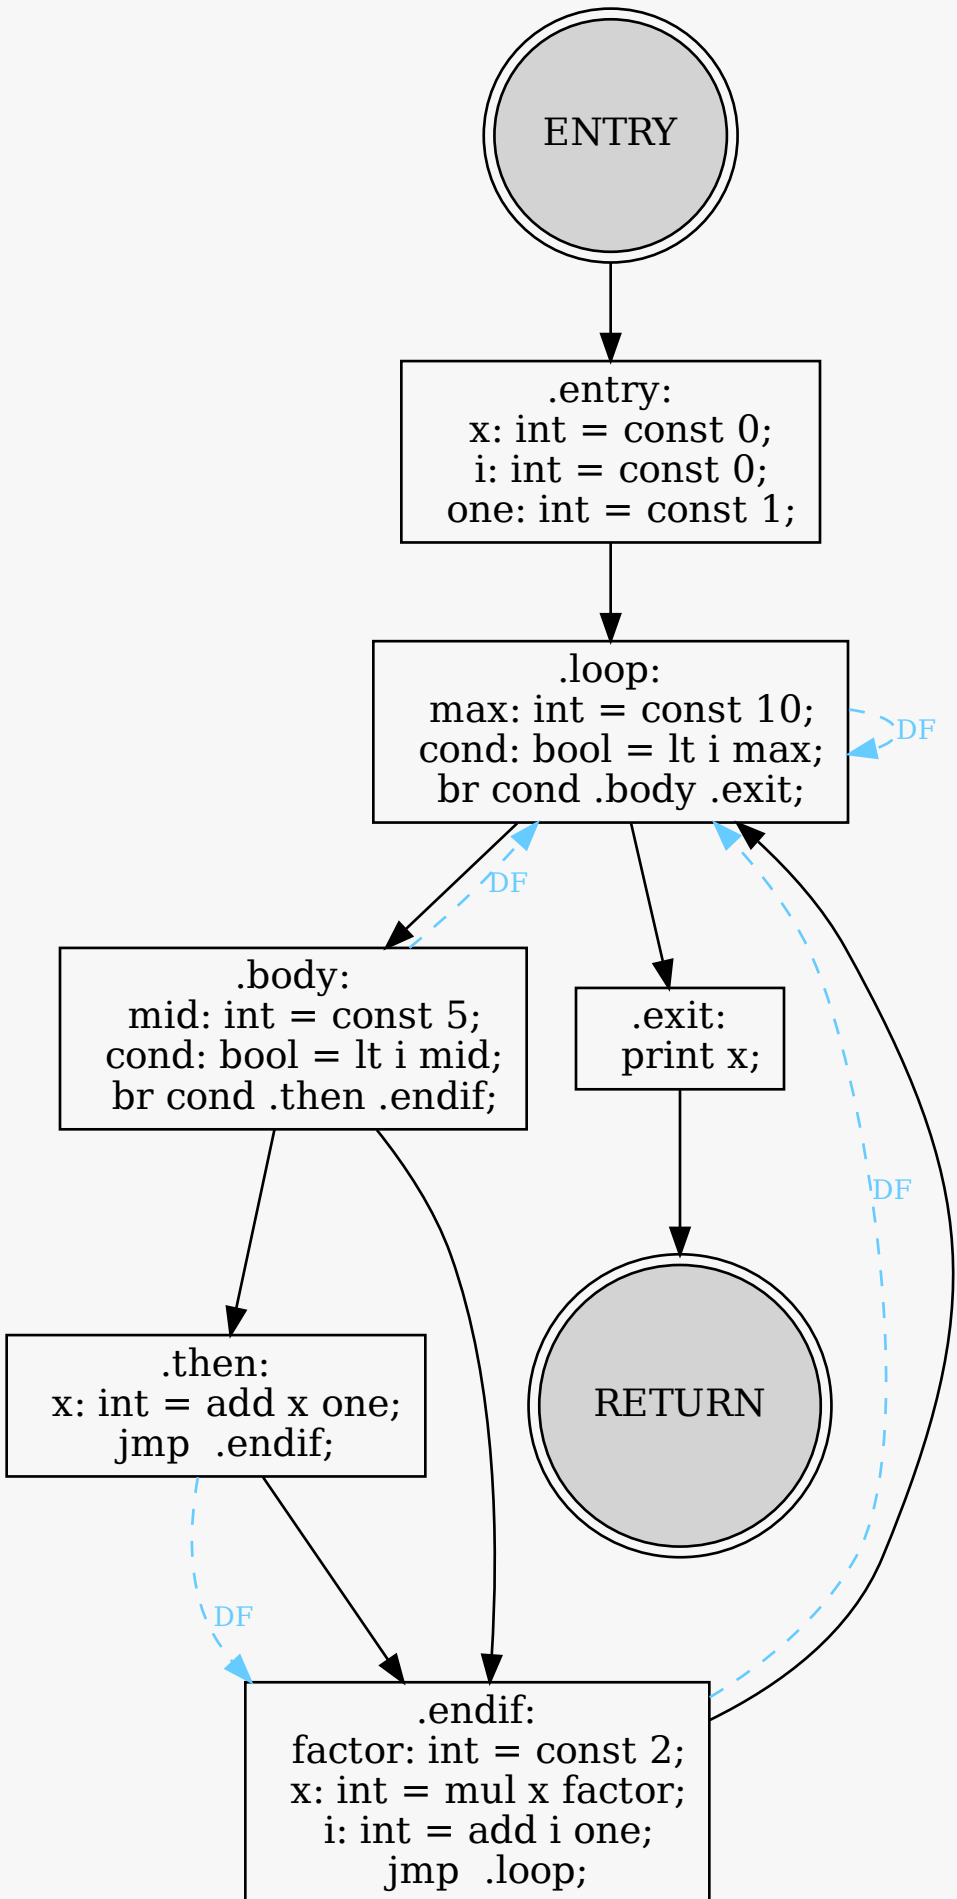 ENTRY
.entry:
x: int = const 0;
i: int = const 0;
one: int = const 1;
.loop:
max: int = const 10;
cond: bool = lt i max;
br cond .body .exit;
DF
DF
.body:
mid: int = const 5;
cond: bool = lt i mid;
br cond .then .endif;
.exit:
print x;
DF
.then:
x: int = add x one;
jmp  .endif;
RETURN
DF
.endif:
factor: int = const 2;
x: int = mul x factor;
i: int = add i one;
jmp  .loop;